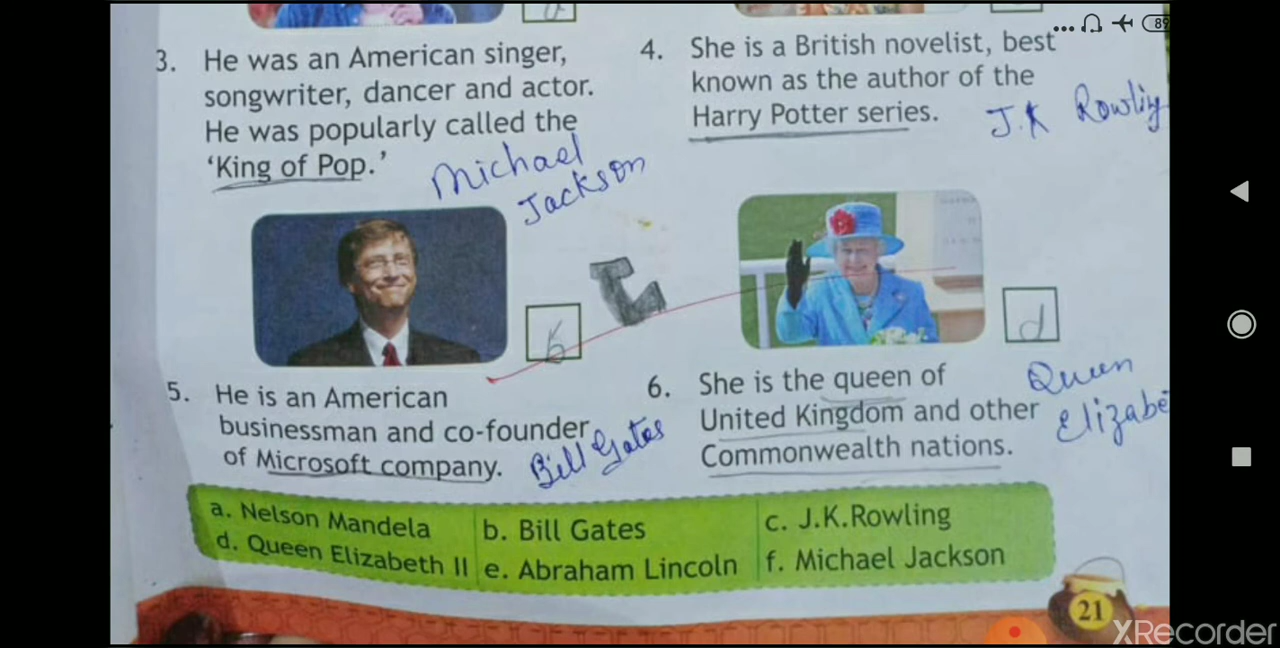 89
3. He was an American singer,
songwriter, dancer and actor.
He was popularly called the
‘King of Pop.’
Michael
Jackson
4. She is a British novelist, best
known as the author of the
Harry Potter series.
J.K Rowling
b
d
5. He is an American
businessman and co-founder
of Microsoft company.
Bill Gates
6. She is the queen of
United Kingdom and other
Commonwealth nations.
Queen
Elizabe
a. Nelson Mandela b. Bill Gates c. J.K.Rowling
d. Queen Elizabeth II e. Abraham Lincoln f. Michael Jackson
21
XRecorder